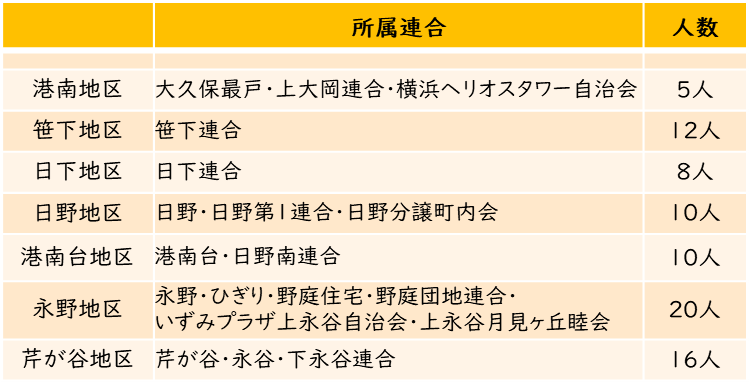 所属連合 人数
港南地区 大久保最戸・上大岡連合・横浜ヘリオスタワー自治会 5人
笹下地区 笹下連合 12人
日下地区 日下連合 8人
日野地区 日野・日野第1連合・日野分譲町内会 10人
港南台地区 港南台・日野南連合 10人
永野地区 永野・ひぎり・野庭住宅・野庭団地連合・
いずみプラザ上永谷自治会・上永谷月見ヶ丘睦会 20人
芹が谷地区 芹が谷・永谷・下永谷連合 16人